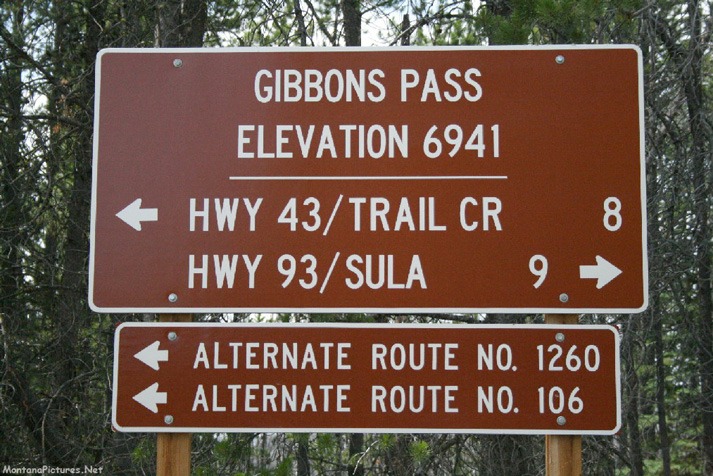 GIBBONS PASS
ELEVATION 6941
← HWY 43/TRAIL CR 8
HWY 93/SULA 9 →
← ALTERNATE ROUTE NO. 1260
← ALTERNATE ROUTE NO. 106
MontanaPictures.Net